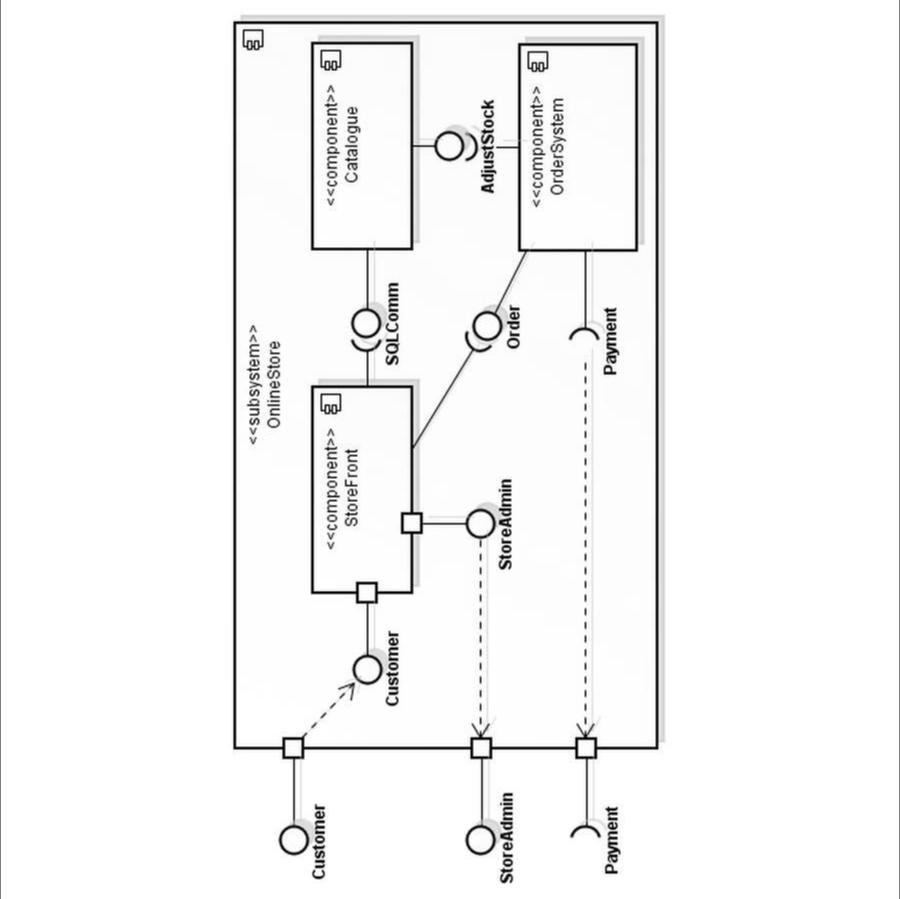 <<subsystem>>
OnlineStore
<<component>>
StoreFront
<<component>>
Catalogue
SQLComm
Customer
Customer
AdjustStock
Order
StoreAdmin
StoreAdmin
<<component>>
OrderSystem
Payment
Payment